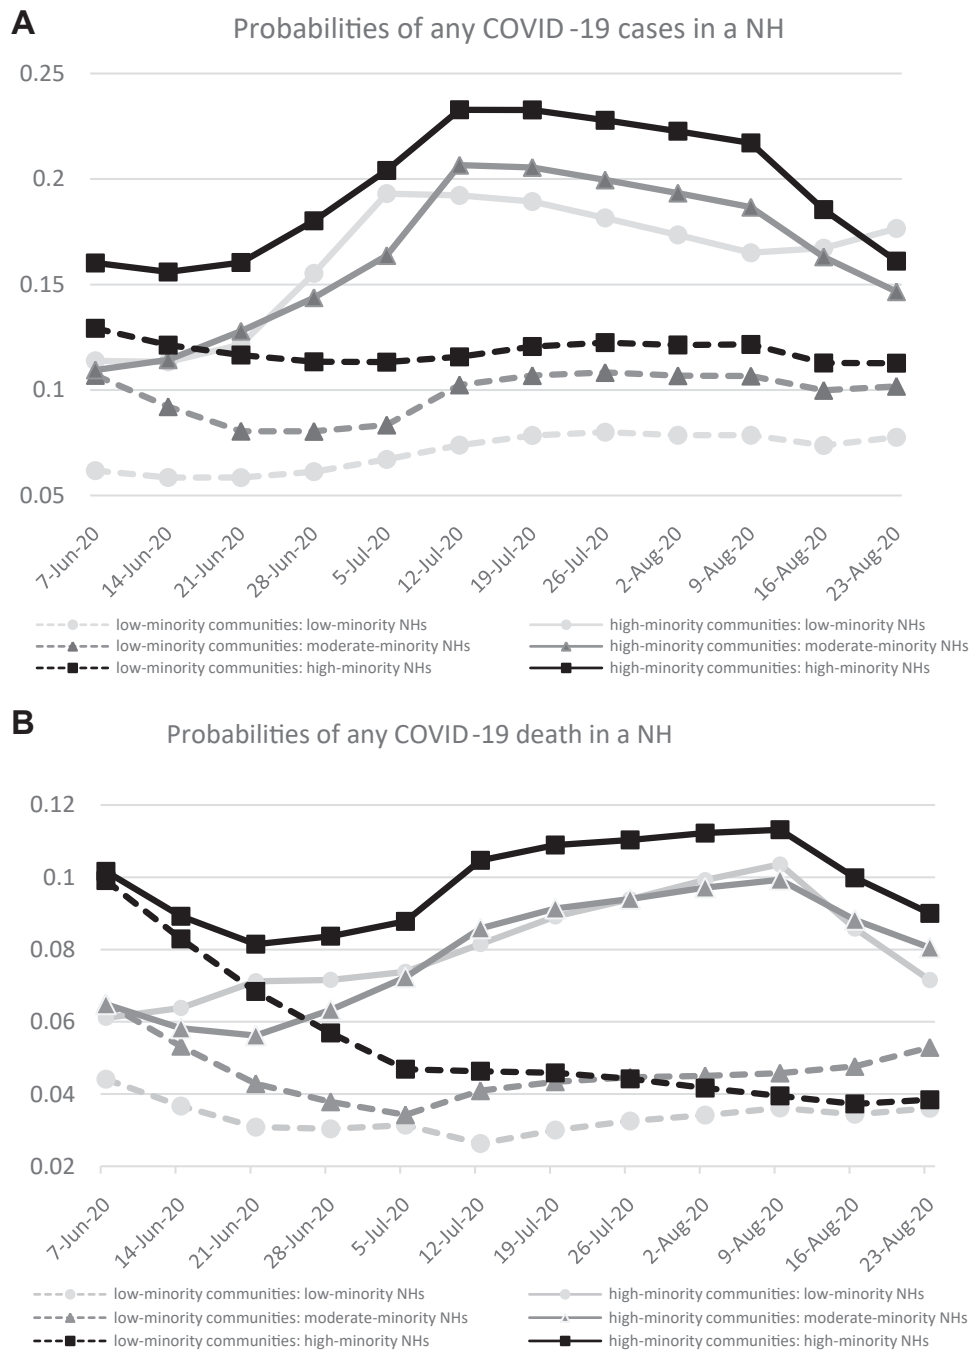 A
Probabilities of any COVID-19 cases in a NH
0.25
0.2
0.15
0.1
0.05
7-Jun-20 14-Jun-20 21-Jun-20 28-Jun-20 5-Jul-20 12-Jul-20 19-Jul-20 26-Jul-20 2-Aug-20 9-Aug-20 16-Aug-20 23-Aug-20
low-minority communities: low-minority NHs high-minority communities: low-minority NHs
low-minority communities: moderate-minority NHs high-minority communities: moderate-minority NHs
low-minority communities: high-minority NHs high-minority communities: high-minority NHs
B
Probabilities of any COVID-19 death in a NH
0.12
0.1
0.08
0.06
0.04
0.02
7-Jun-20 14-Jun-20 21-Jun-20 28-Jun-20 5-Jul-20 12-Jul-20 19-Jul-20 26-Jul-20 2-Aug-20 9-Aug-20 16-Aug-20 23-Aug-20
low-minority communities: low-minority NHs high-minority communities: low-minority NHs
low-minority communities: moderate-minority NHs high-minority communities: moderate-minority NHs
low-minority communities: high-minority NHs high-minority communities: high-minority NHs